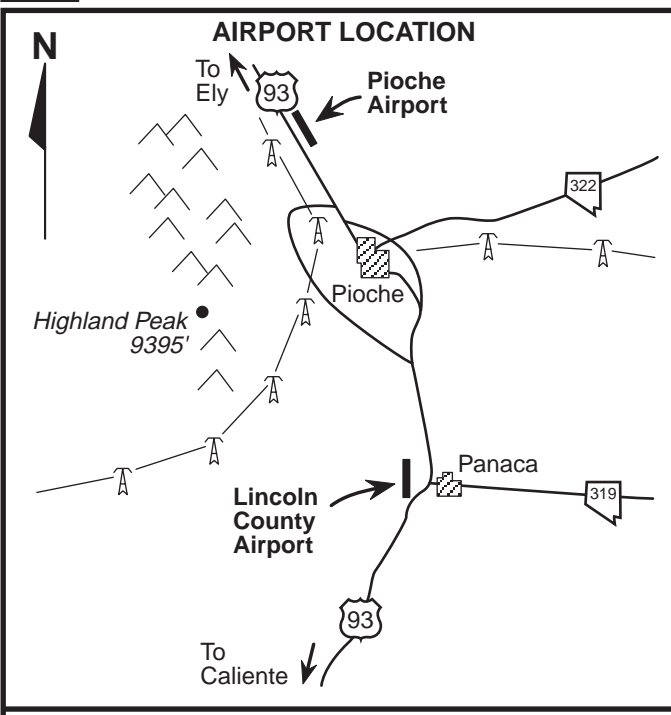 AIRPORT LOCATION
N
To
Ely
93
Pioche
Airport
322
Pioche
Highland Peak
9395'
Panaca
319
Lincoln
County
Airport
93
To
Caliente